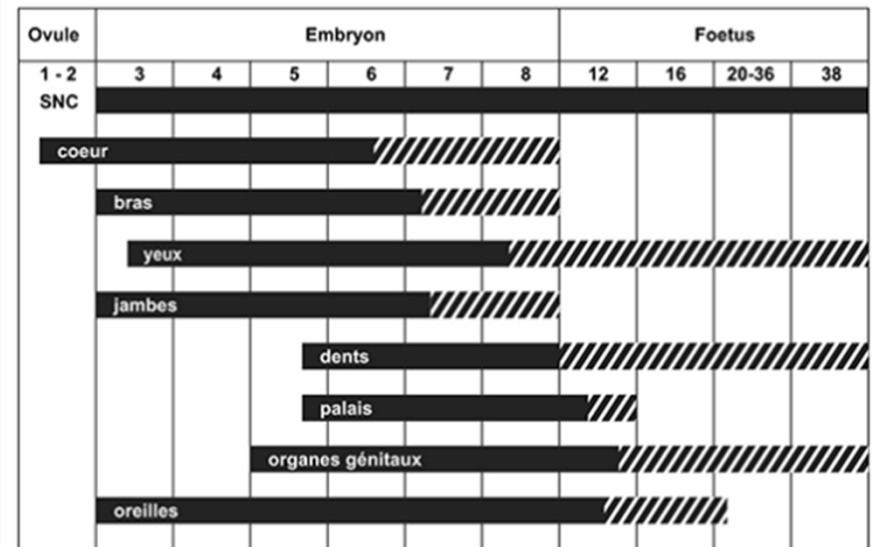 Ovule Embryon Foetus
1 - 2 3 4 5 6 7 8 12 16 20-36 38
SNC
coeur
bras
yeux
jambes
dents
palais
organes génitaux
oreilles